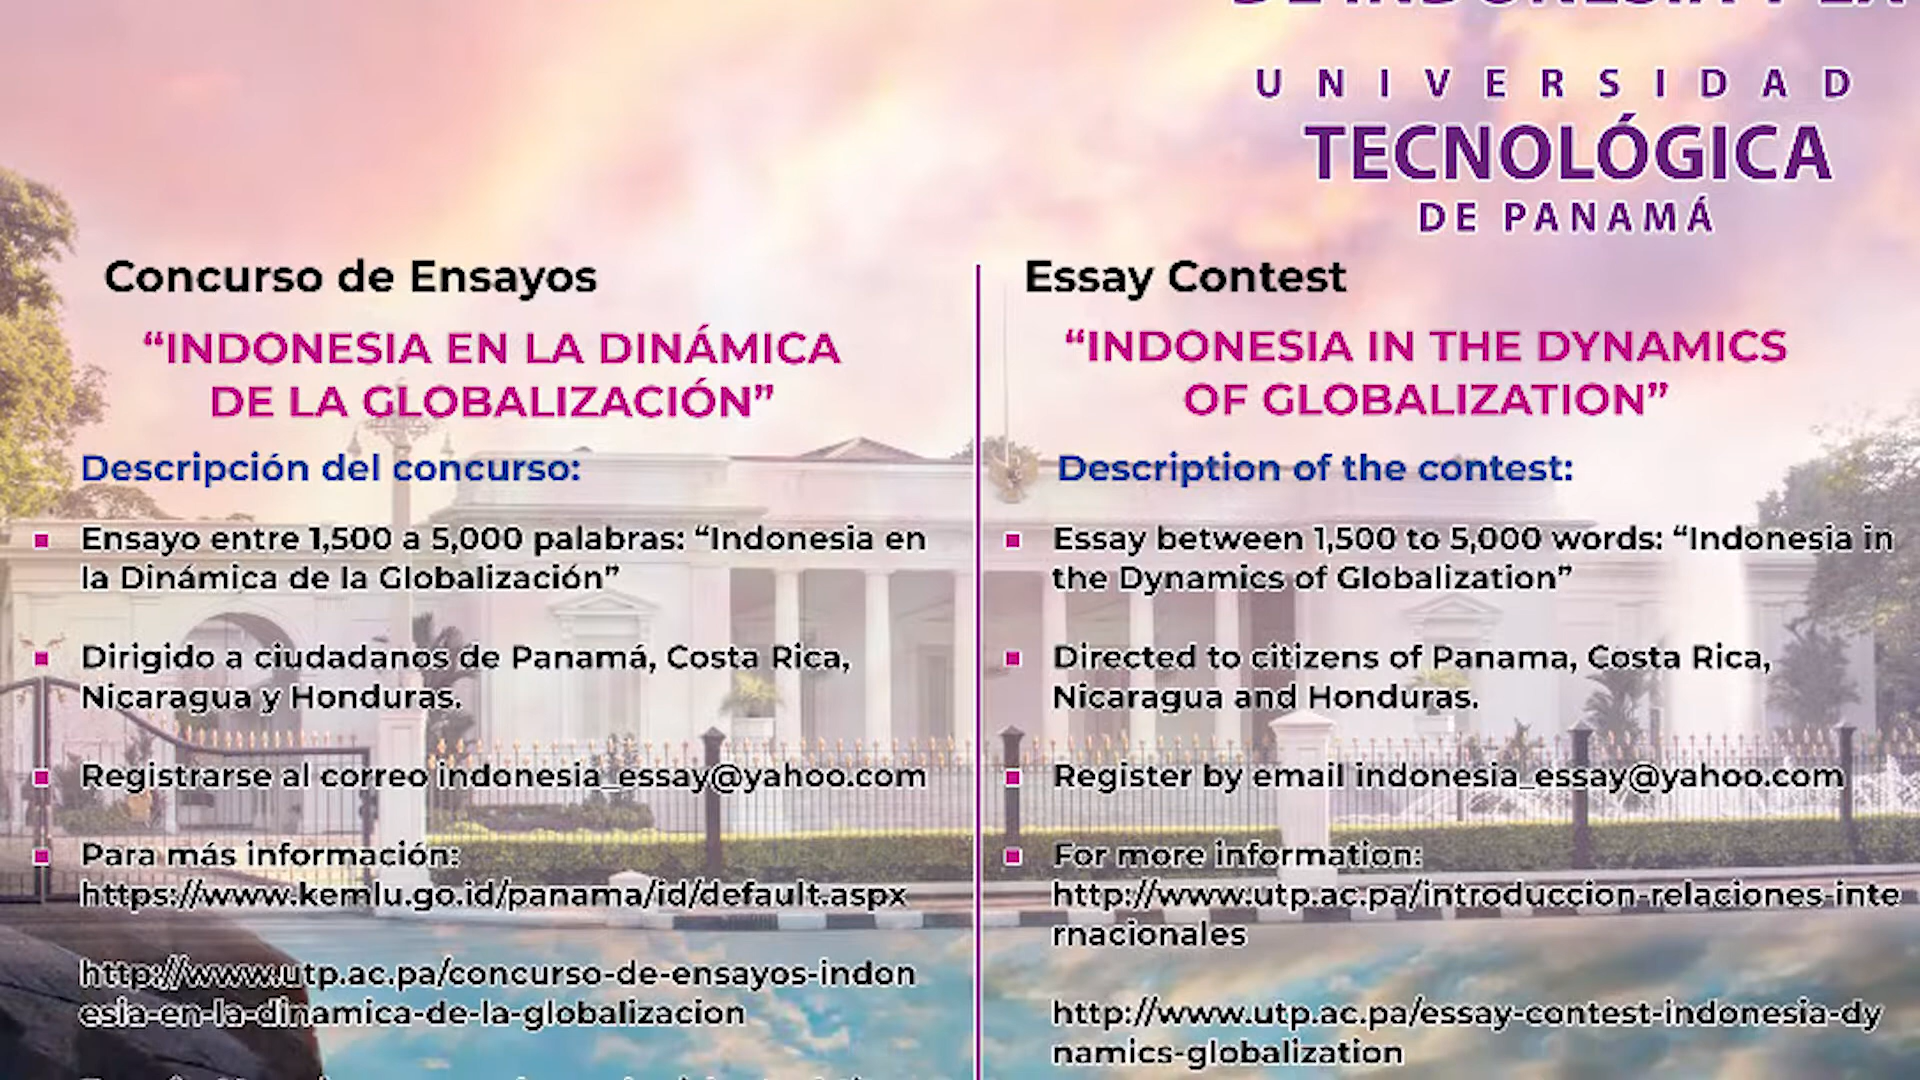 DE INDONESIA Y LA
UNIVERSIDAD
TECNOLÓGICA
DE PANAMÁ
Concurso de Ensayos
“INDONESIA EN LA DINÁMICA
DE LA GLOBALIZACIÓN”
Descripción del concurso:
Ensayo entre 1,500 a 5,000 palabras: “Indonesia en
la Dinámica de la Globalización”
Dirigido a ciudadanos de Panamá, Costa Rica,
Nicaragua y Honduras.
Registrarse al correo indonesia_essay@yahoo.com
Para más información:
https://www.kemlu.go.id/panama/id/default.aspx
http://www.utp.ac.pa/concurso-de-ensayos-indon
esia-en-la-dinamica-de-la-globalizacion
Essay Contest
“INDONESIA IN THE DYNAMICS
OF GLOBALIZATION”
Description of the contest:
Essay between 1,500 to 5,000 words: “Indonesia in
the Dynamics of Globalization”
Directed to citizens of Panama, Costa Rica,
Nicaragua and Honduras.
Register by email indonesia_essay@yahoo.com
For more information:
http://www.utp.ac.pa/introduccion-relaciones-inte
rnacionales
http://www.utp.ac.pa/essay-contest-indonesia-dy
namics-globalization